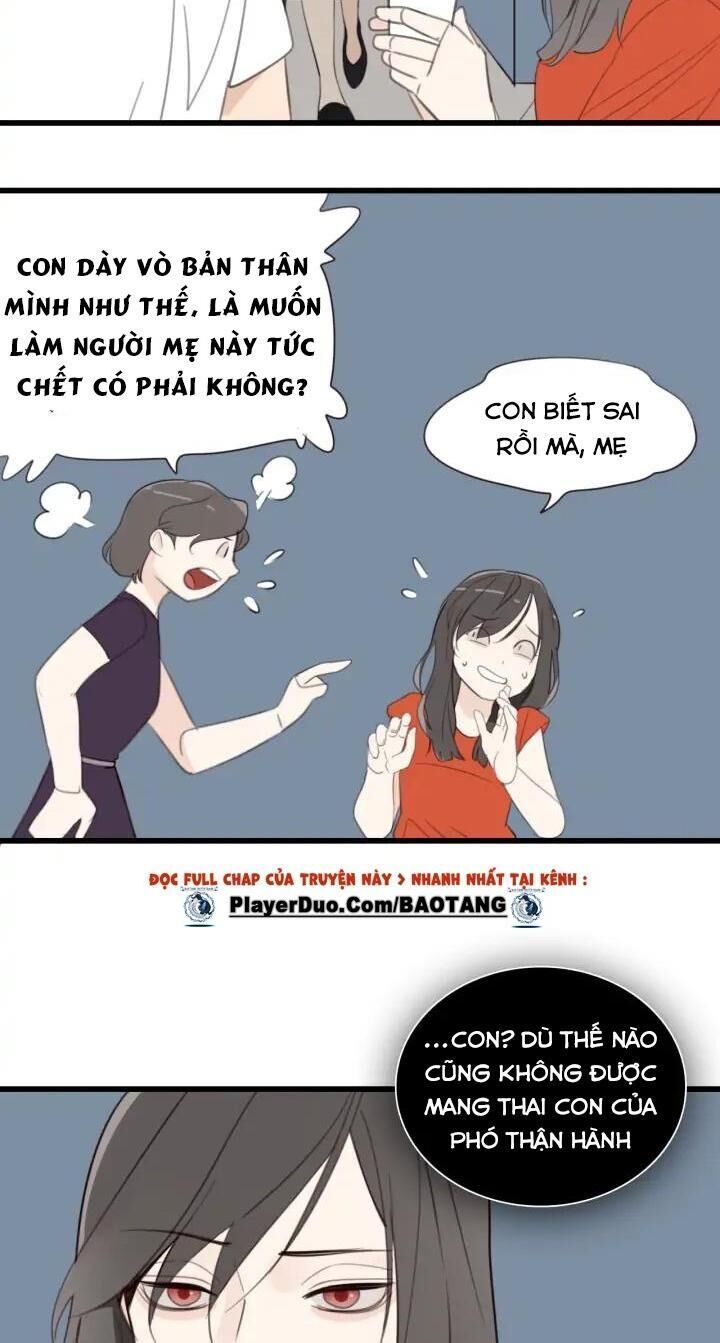 CON DÀY VÒ BẢN THÂN
MÌNH NHƯ THẾ, LÀ MUỐN
LÀM NGƯỜI MẸ NÀY TỨC
CHẾT CÓ PHẢI KHÔNG?
CON BIẾT SAI
RỒI MÀ, MẸ
ĐỌC FULL CHAP CỦA TRUYỆN NÀY > NHANH NHẤT TẠI KÊNH :
PlayerDuo.Com/BAOTANG
...CON? DÙ THẾ NÀO
CŨNG KHÔNG ĐƯỢC
MANG THAI CON CỦA
PHÓ THẬN HÀNH